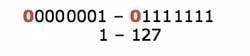 00000001 – 01111111
1 – 127